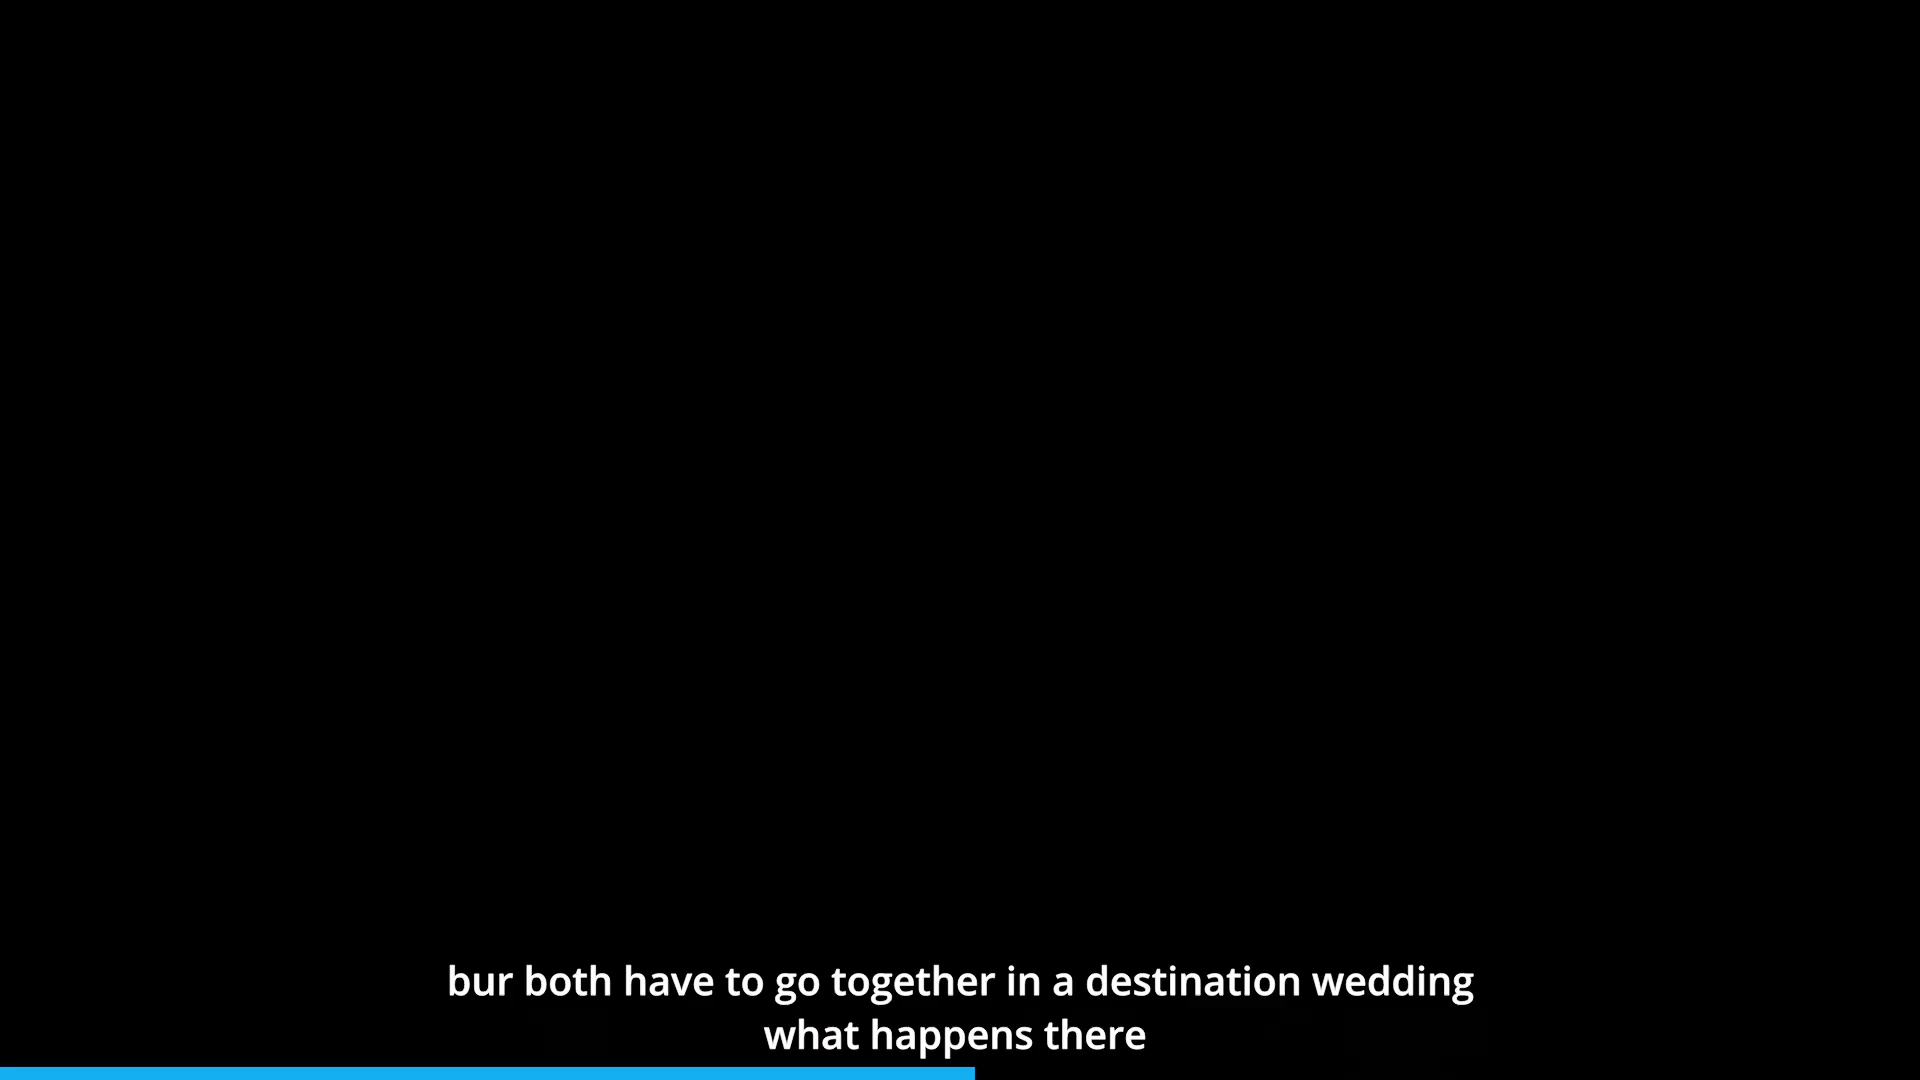 bur both have to go together in a destination wedding
what happens there